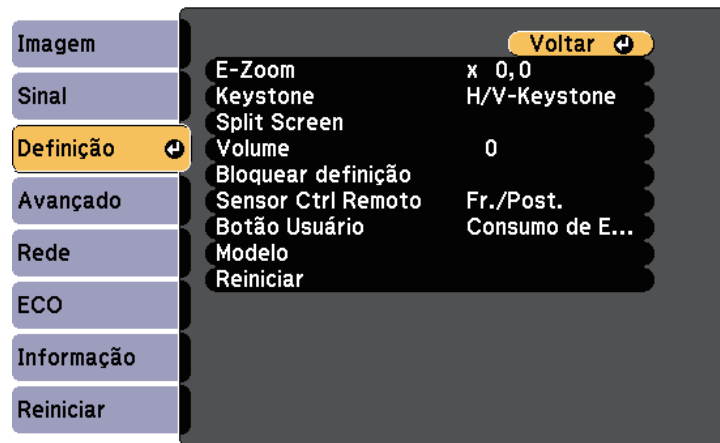 Imagem
Sinal
Definição
Avançado
Rede
ECO
Informação
Reiniciar
Voltar
E-Zoom x 0,0
Keystone H/V-Keystone
Split Screen
Volume 0
Bloquear definição
Sensor Ctrl Remoto Fr./Post.
Botão Usuário Consumo de E...
Modelo
Reiniciar